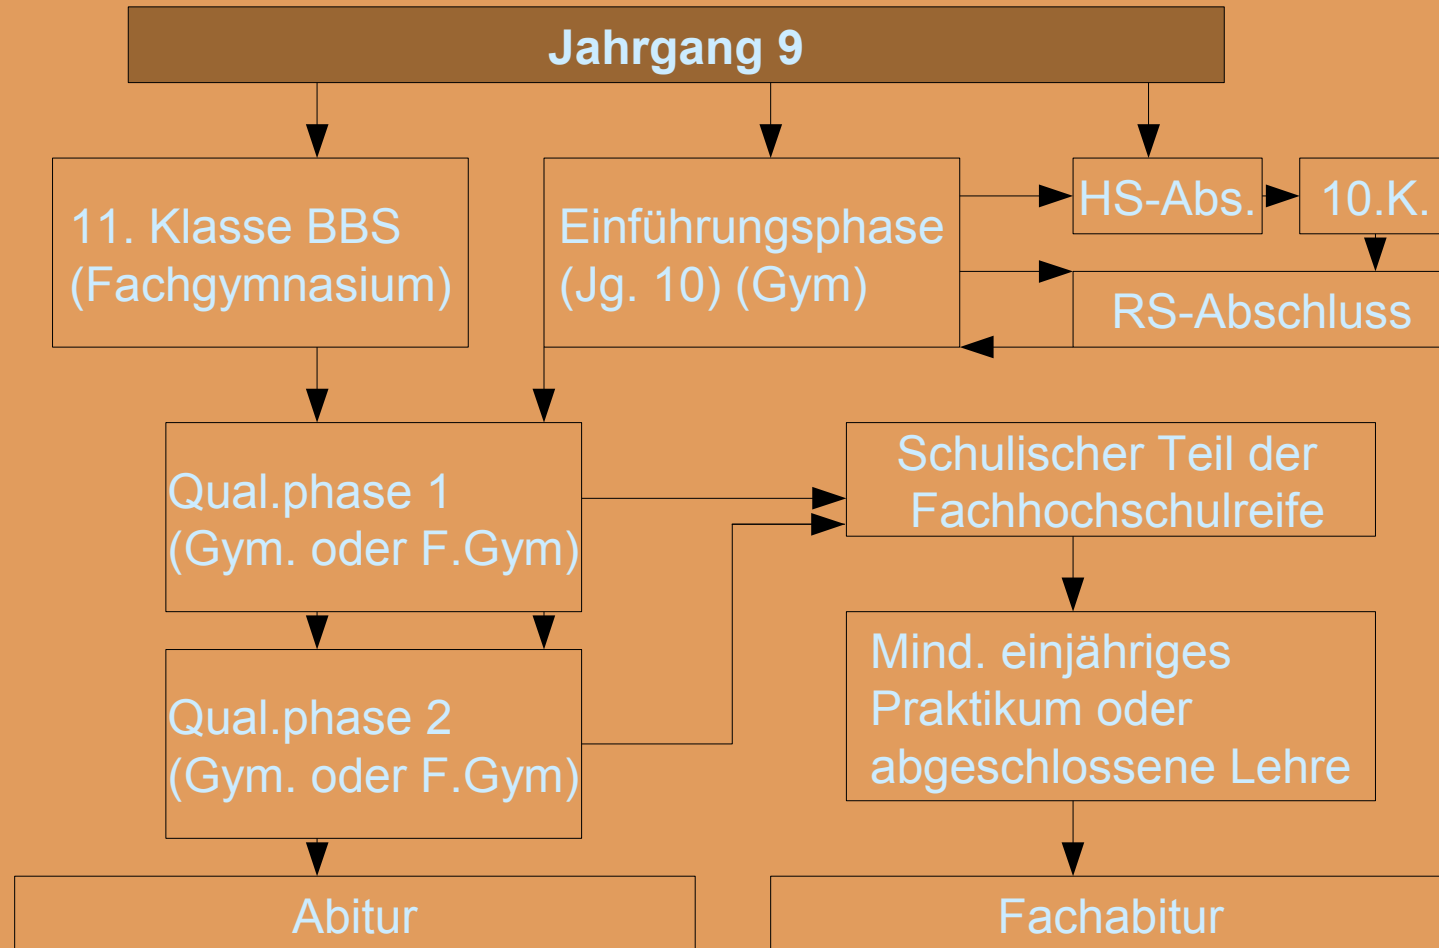 Jahrgang 9
11. Klasse BBS
(Fachgymnasium)
Einführungsphase
(Jg. 10) (Gym)
HS-Abs.
10.K.
RS-Abschluss
Qual.phase 1
(Gym. oder F.Gym)
Schulischer Teil der
Fachhochschulreife
Qual.phase 2
(Gym. oder F.Gym)
Mind. einjähriges
Praktikum oder
abgeschlossene Lehre
Abitur
Fachabitur